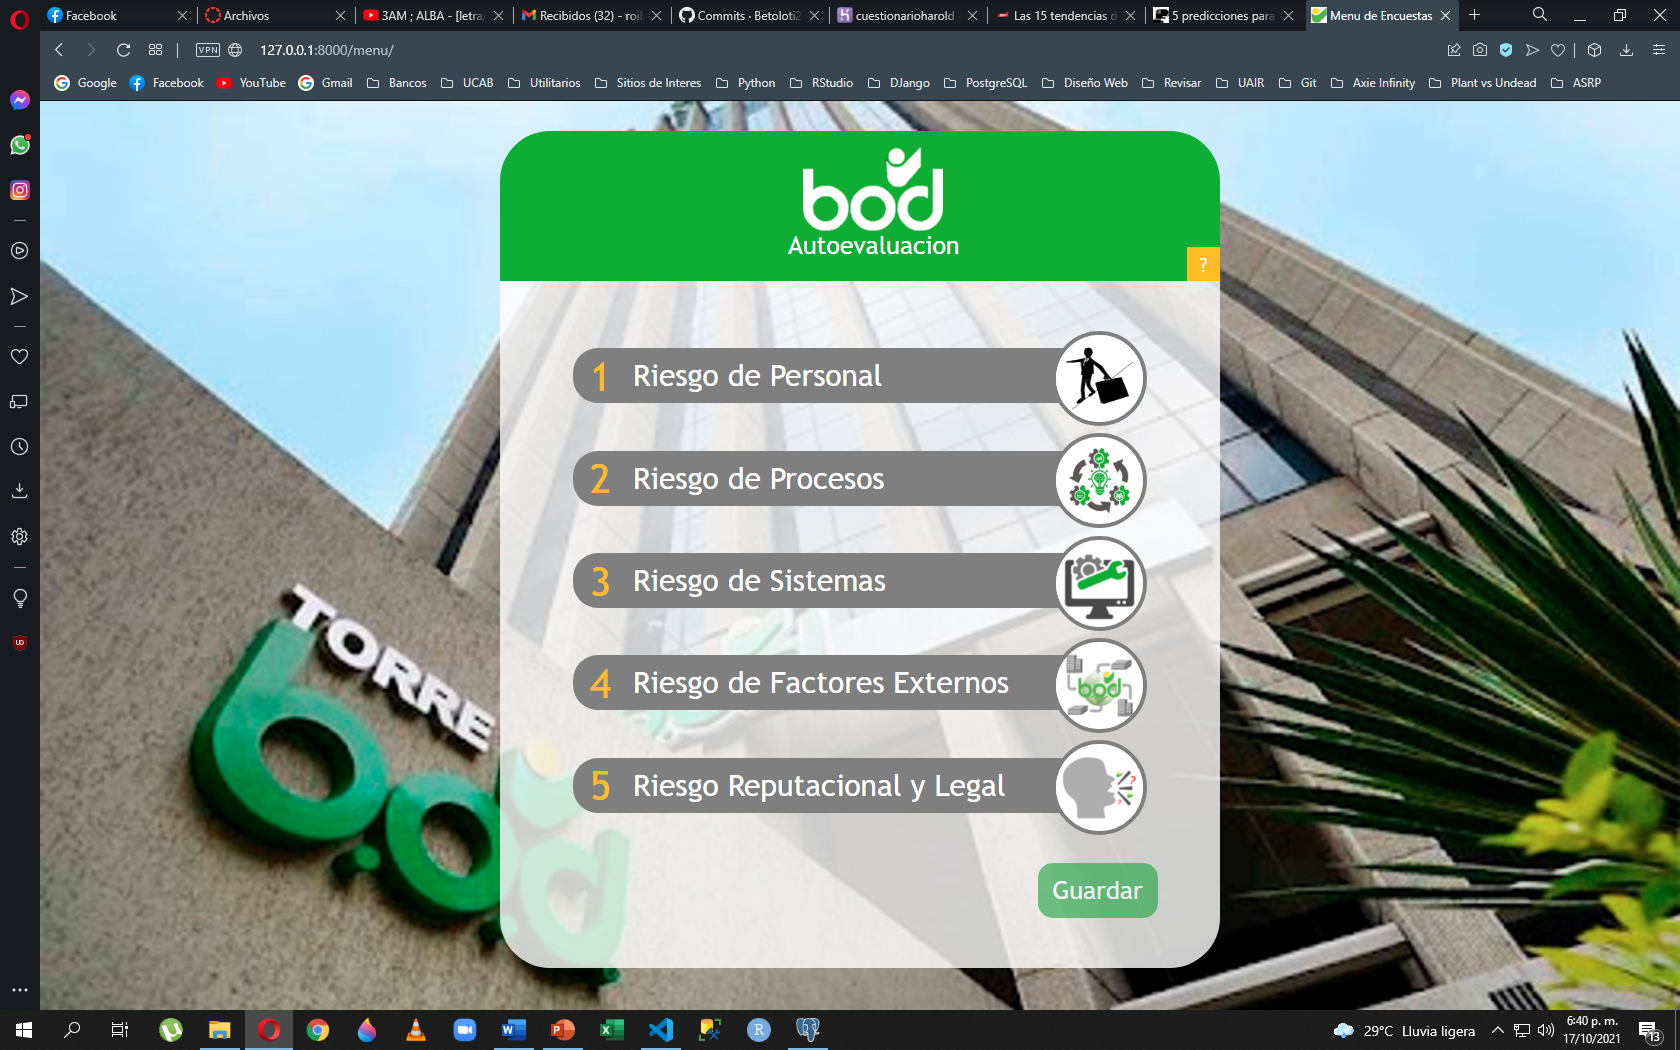 Facebook
Archivos
3AM ; ALBA - [letra/
Recibidos (32) - roil
Commits · Betoloti2
cuestionarioharold -
Las 15 tendencias d
5 predicciones para
Menu de Encuestas
VPN
127.0.0.1:8000/menu/
Google
Facebook
YouTube
Gmail
Bancos
UCAB
Utilitarios
Sitios de Interes
Python
RStudio
DJango
PostgreSQL
Diseño Web
Revisar
UAIR
Git
Axie Infinity
Plant vs Undead
ASRP
bod
Autoevaluacion
?
1 Riesgo de Personal
2 Riesgo de Procesos
3 Riesgo de Sistemas
4 Riesgo de Factores Externos
bod
5 Riesgo Reputacional y Legal
Guardar
TORRE
b.o.d
29°C Lluvia ligera
6:40 p. m.
17/10/2021
13